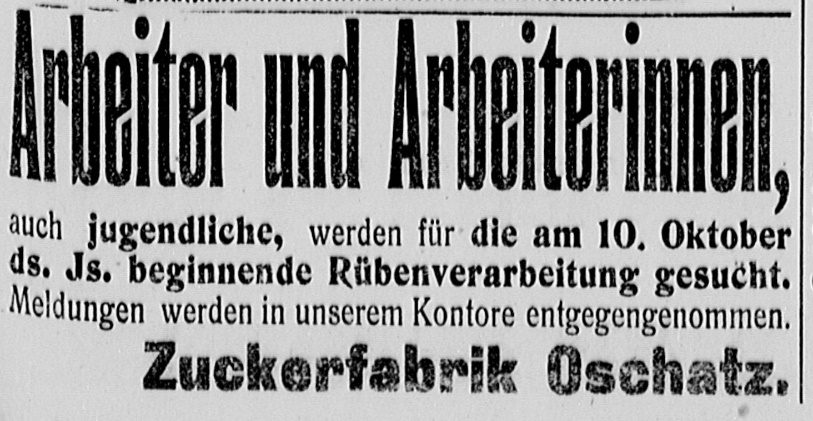 Arbeiter und Arbeiterinnen,
auch jugendliche, werden für die am 10. Oktober
ds. Js. beginnende Rübenverarbeitung gesucht.
Meldungen werden in unserem Kontore entgegengenommen.
Zuckerfabrik Oschatz.